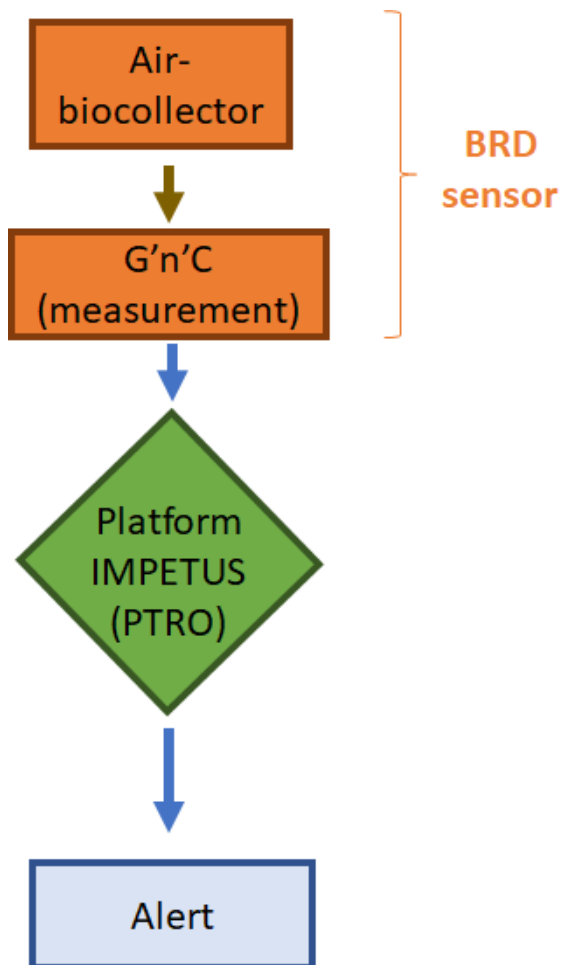 Air-
biocollector
BRD
sensor
G'n'C
(measurement)
Platform
IMPETUS
(PTRO)
Alert